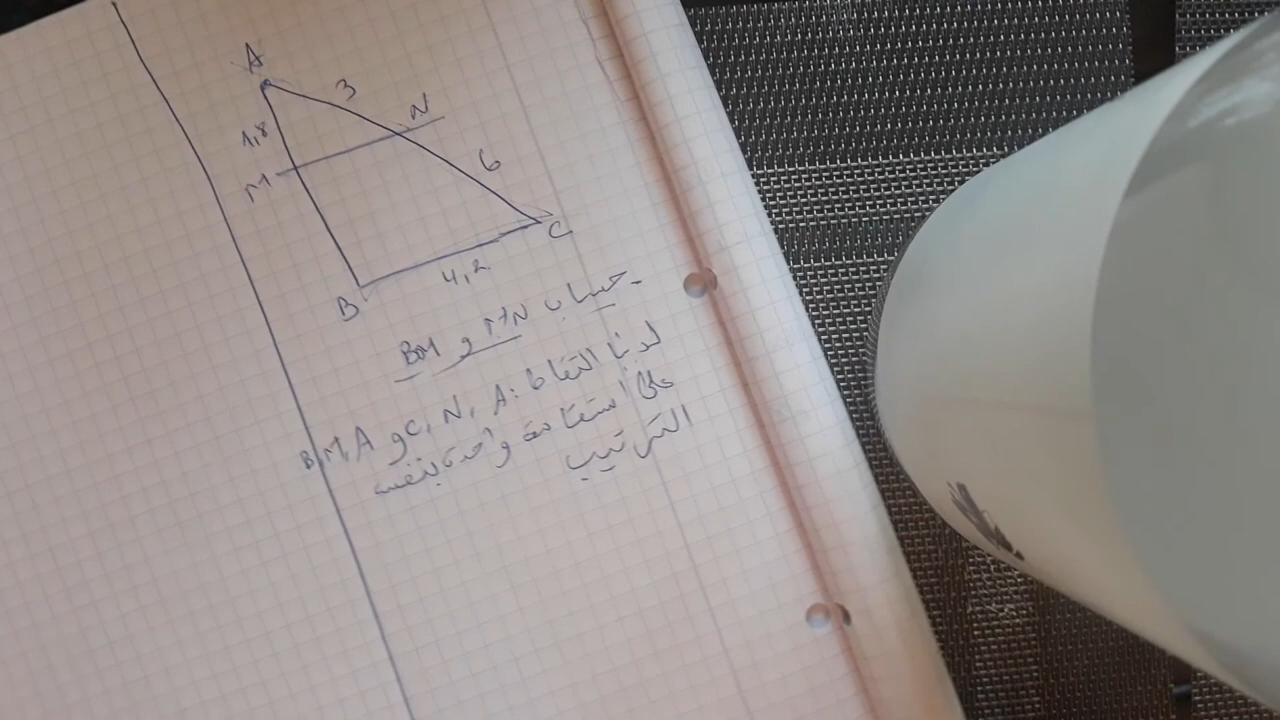 A
3
N
1,8
M
6
C
4,2
B
- حساب MN و BM
لدينا النقاط: A, N, C و A, M, B
على استقامة واحدة بنفس
الترتيب